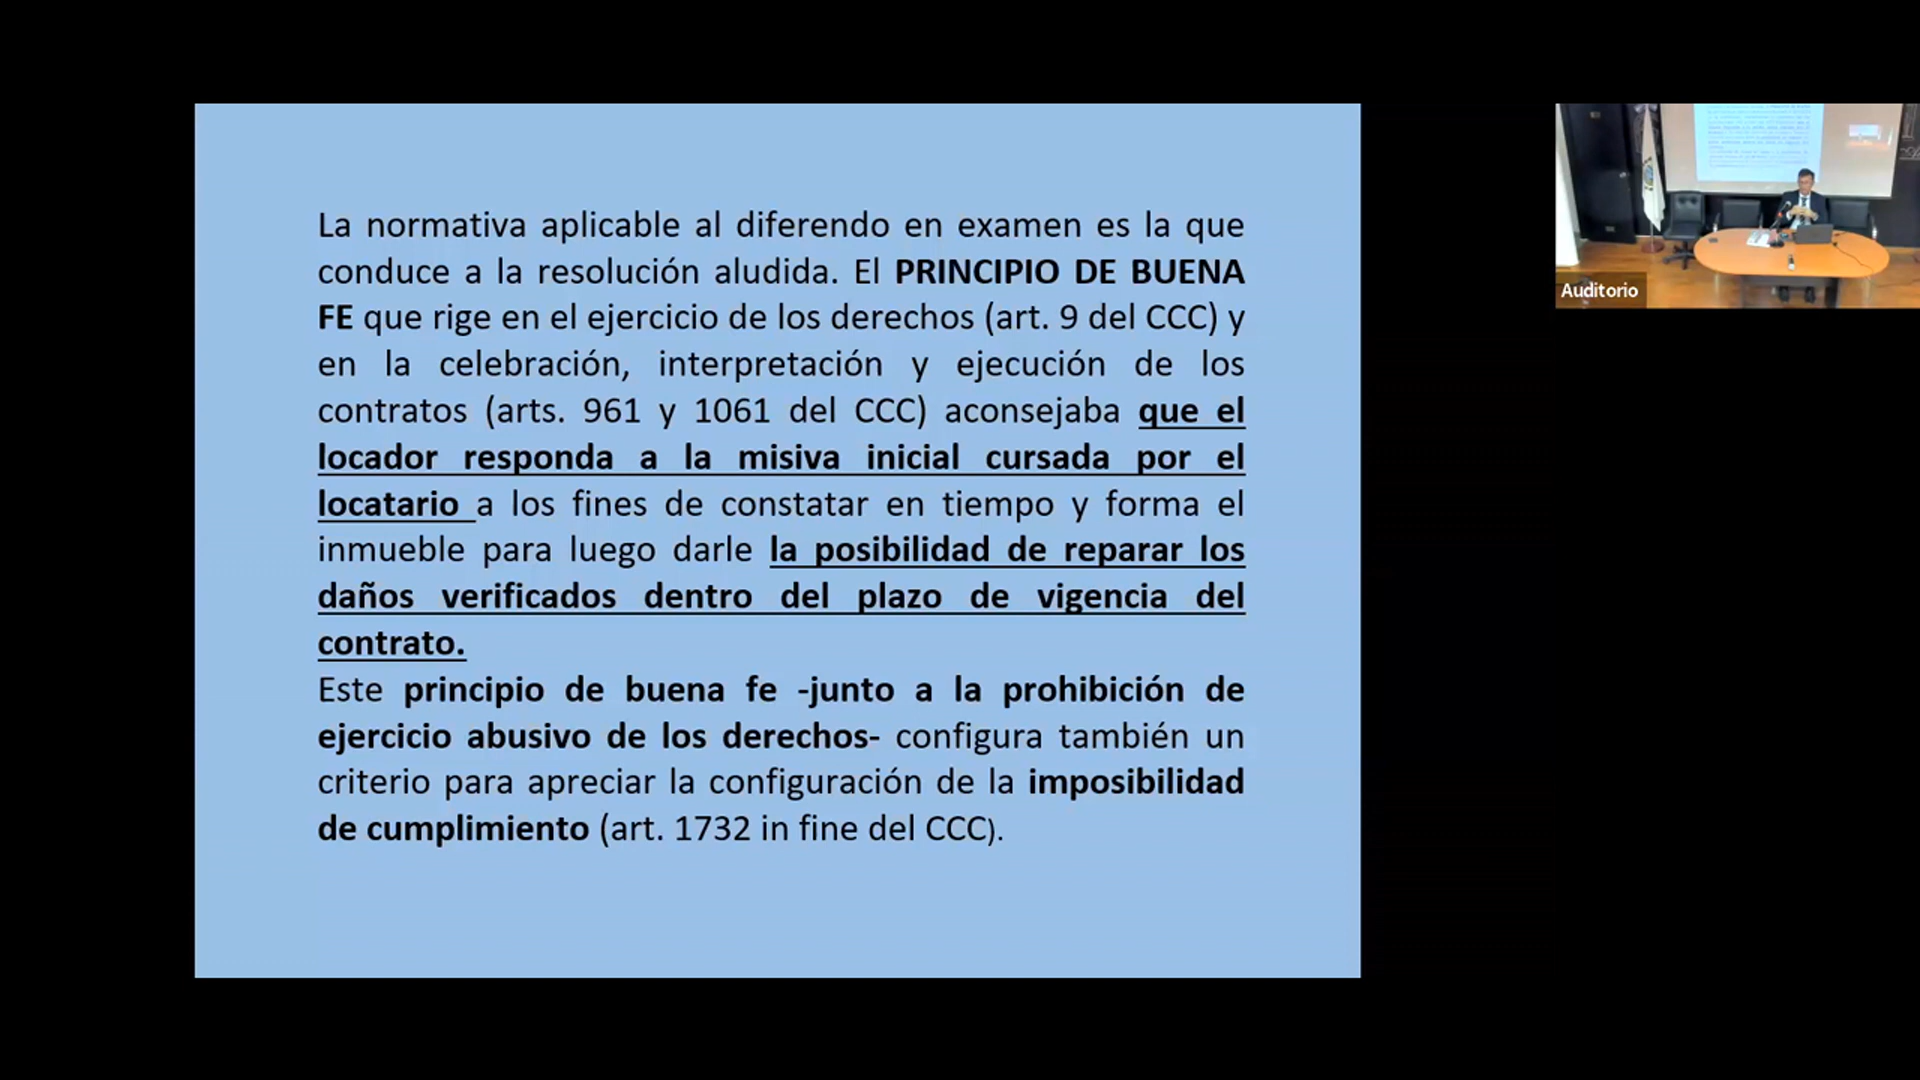 La normativa aplicable al diferendo en examen es la que
conduce a la resolución aludida. El PRINCIPIO DE BUENA
FE que rige en el ejercicio de los derechos (art. 9 del CCC) y
en la celebración, interpretación y ejecución de los
contratos (arts. 961 y 1061 del CCC) aconsejaba que el
locador responda a la misiva inicial cursada por el
locatario a los fines de constatar en tiempo y forma el
inmueble para luego darle la posibilidad de reparar los
daños verificados dentro del plazo de vigencia del
contrato.
Este principio de buena fe -junto a la prohibición de
ejercicio abusivo de los derechos- configura también un
criterio para apreciar la configuración de la imposibilidad
de cumplimiento (art. 1732 in fine del CCC).
Auditorio